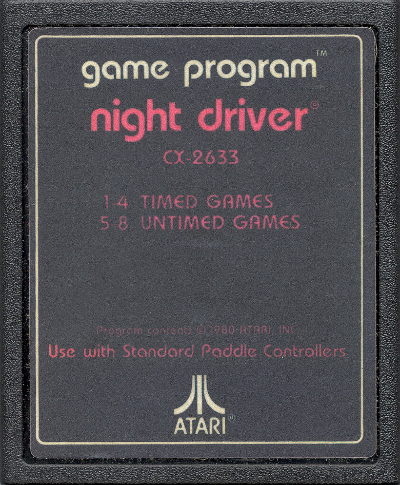 game program™
night driver®
CX-2633
1-4 TIMED GAMES
5-8 UNTIMED GAMES
Program contents © 1980 ATARI, INC.
Use with Standard Paddle Controllers
ATARI®